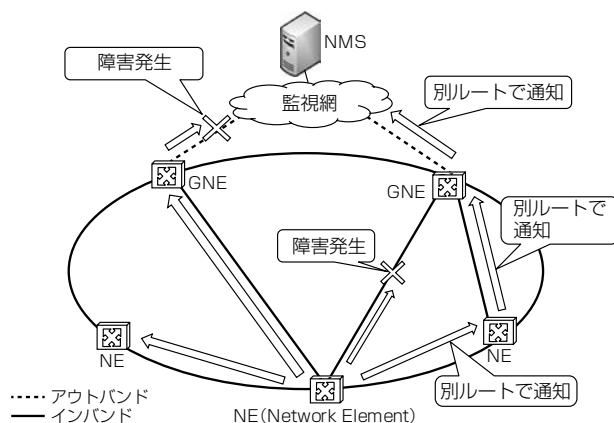 NMS
障害発生
監視網
別ルートで通知
GNE
GNE
別ルートで
通知
障害発生
NE
NE
別ルートで通知
アウトバンド
インバンド
NE(Network Element)